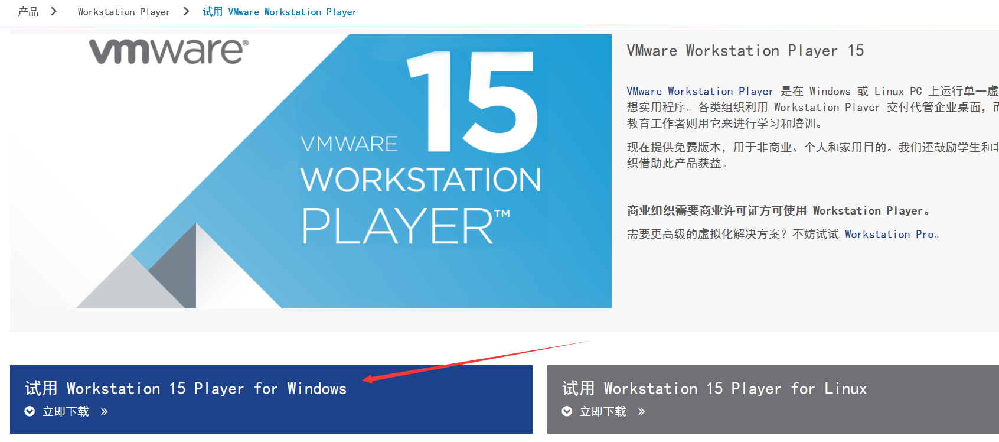 产品 Workstation Player 试用 VMware Workstation Player
vmware®
15
VMWARE
WORKSTATION
PLAYER™
VMware Workstation Player 15
VMware Workstation Player 是在 Windows 或 Linux PC 上运行单一虚
想实用程序。各类组织利用 Workstation Player 交付代管企业桌面，而
教育工作者则用它来进行学习和培训。
现在提供免费版本，用于非商业、个人和家用目的。我们还鼓励学生和非
织借助此产品获益。
商业组织需要商业许可证方可使用 Workstation Player。
需要更高级的虚拟化解决方案？不妨试试 Workstation Pro。
试用 Workstation 15 Player for Windows
立即下载 »
试用 Workstation 15 Player for Linux
立即下载 »